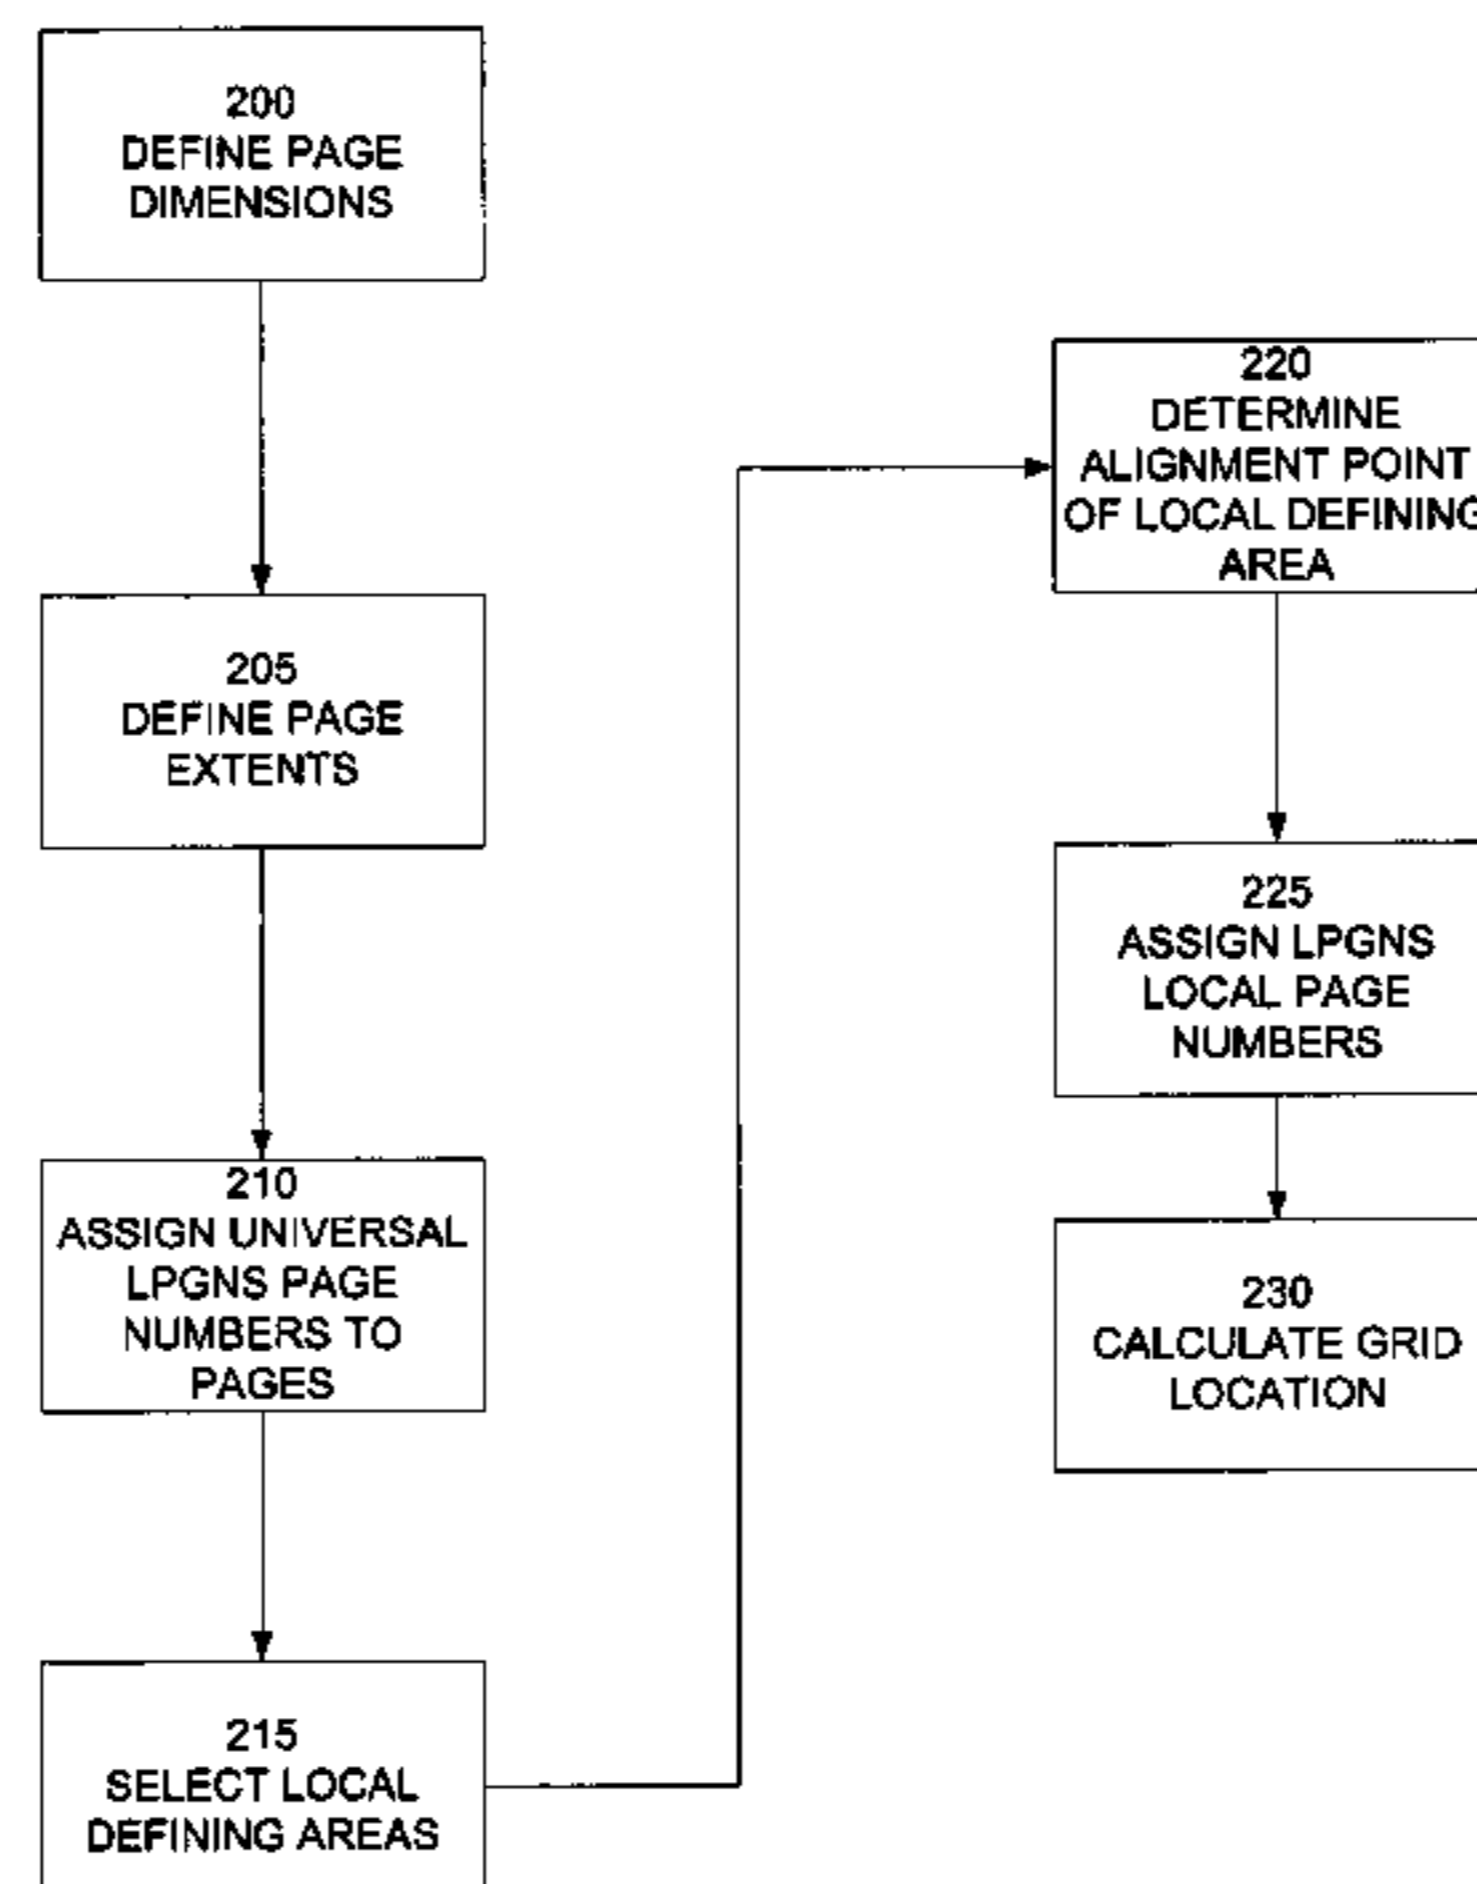 200
DEFINE PAGE
DIMENSIONS
205
DEFINE PAGE
EXTENTS
210
ASSIGN UNIVERSAL
LPGNS PAGE
NUMBERS TO
PAGES
215
SELECT LOCAL
DEFINING AREAS
220
DETERMINE
ALIGNMENT POINT
OF LOCAL DEFINING
AREA
225
ASSIGN LPGNS
LOCAL PAGE
NUMBERS
230
CALCULATE GRID
LOCATION